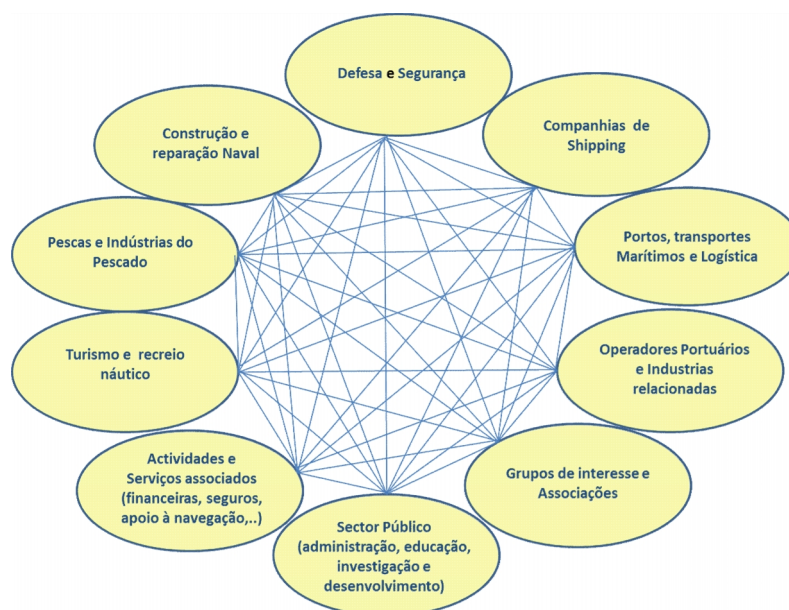 Defesa e Segurança
Companhias de
Shipping
Construção e
reparação Naval
Portos, transportes
Marítimos e Logística
Pescas e Indústrias do
Pescado
Operadores Portuários
e Industrias
relacionadas
Turismo e recreio
náutico
Grupos de interesse e
Associações
Actividades e
Serviços associados
(financeiras, seguros,
apoio à navegação,..)
Sector Público
(administração, educação,
investigação e
desenvolvimento)